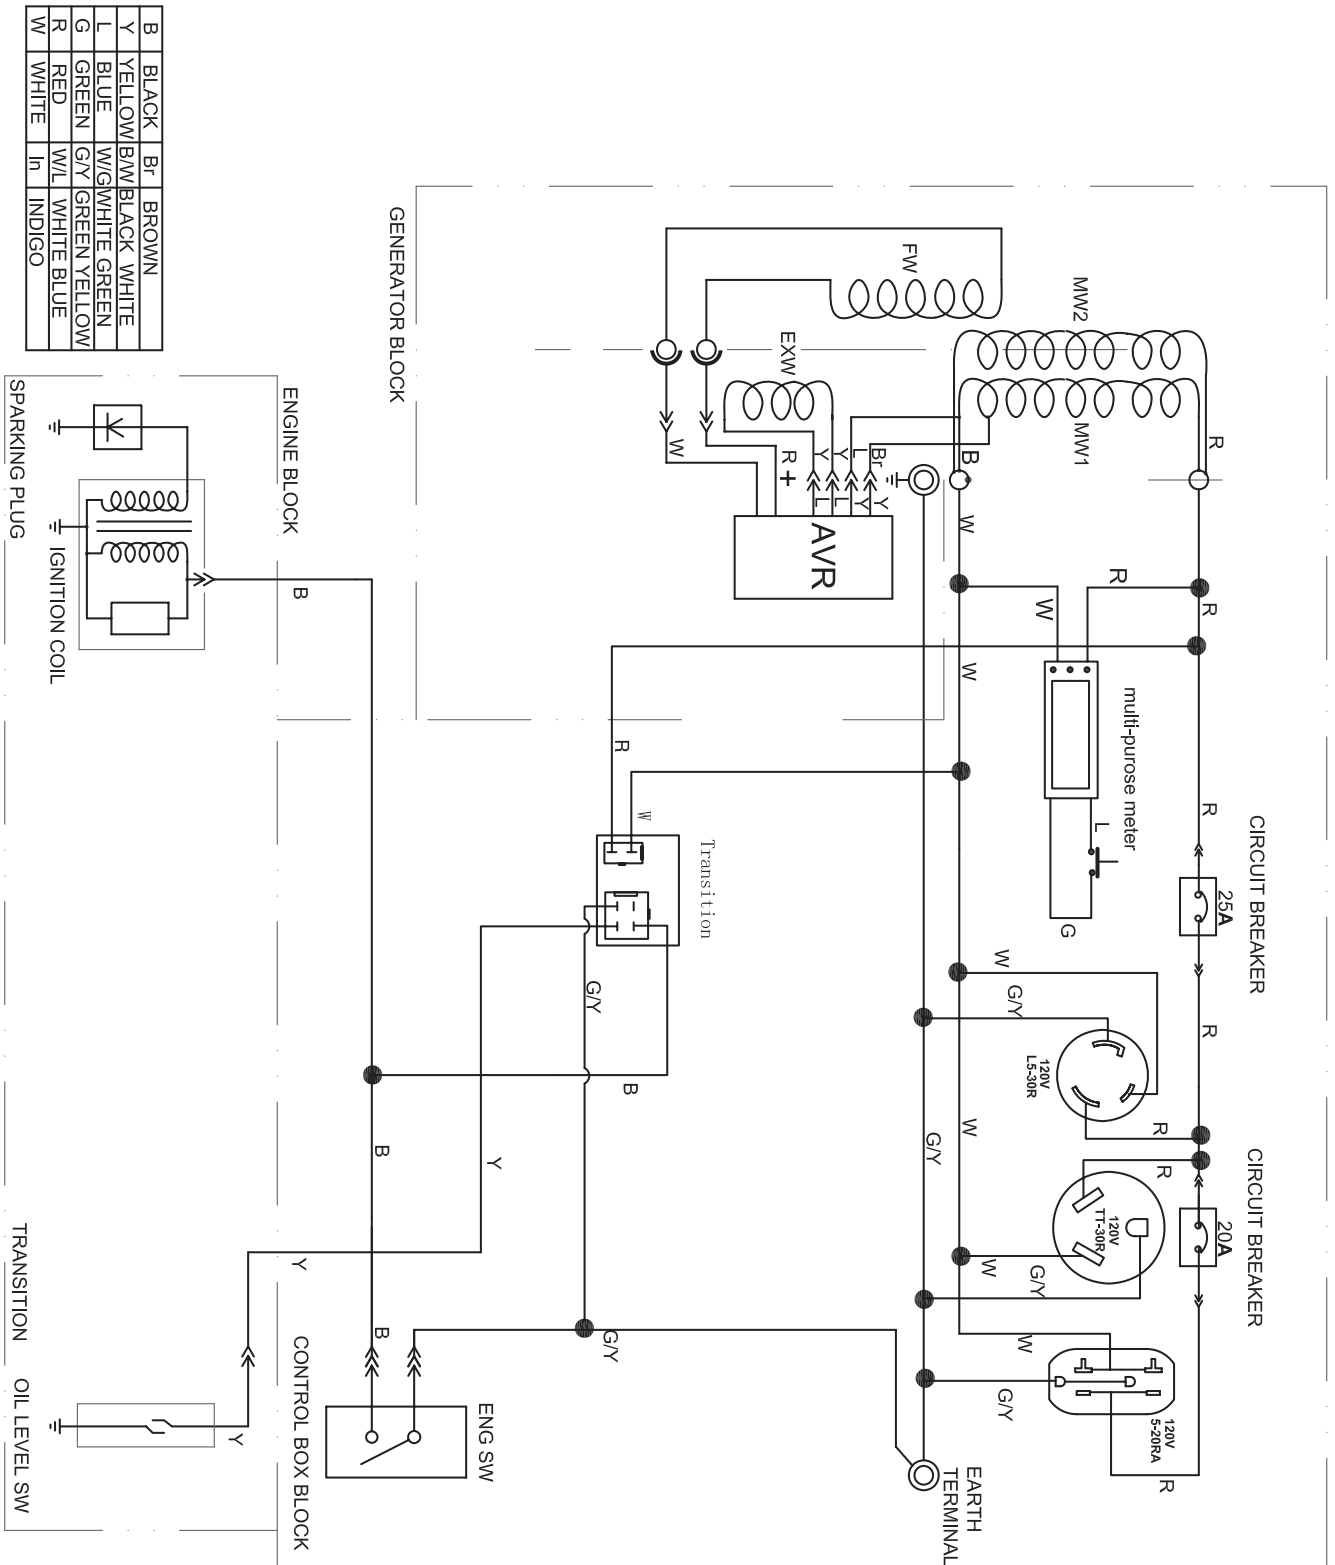 CIRCUIT BREAKER
CIRCUIT BREAKER
25A
20A
R
R
R
R
R
R
R
120V
5-20RA
multi-purose meter
R
L
MW2
MW1
W
G
120V
TT-30R
120V
L5-30R
G/Y
G/Y
W
W
W
G/Y
B
W
W
W
EARTH
TERMINAL
G/Y
FW
Br
L
Y
Y
Y
Y
L
L
AVR
EXW
R
+
W
Transition
W
R
B
G/Y
G/Y
Y
GENERATOR BLOCK
B
B
ENG SW
B
Y
CONTROL BOX BLOCK
ENGINE BLOCK
Y
IGNITION COIL
SPARKING PLUG
TRANSITION
OIL LEVEL SW
B BLACK Br BROWN
Y YELLOW B/W BLACK WHITE
L BLUE W/G WHITE GREEN
G GREEN G/Y GREEN YELLOW
R RED W/L WHITE BLUE
W WHITE In INDIGO